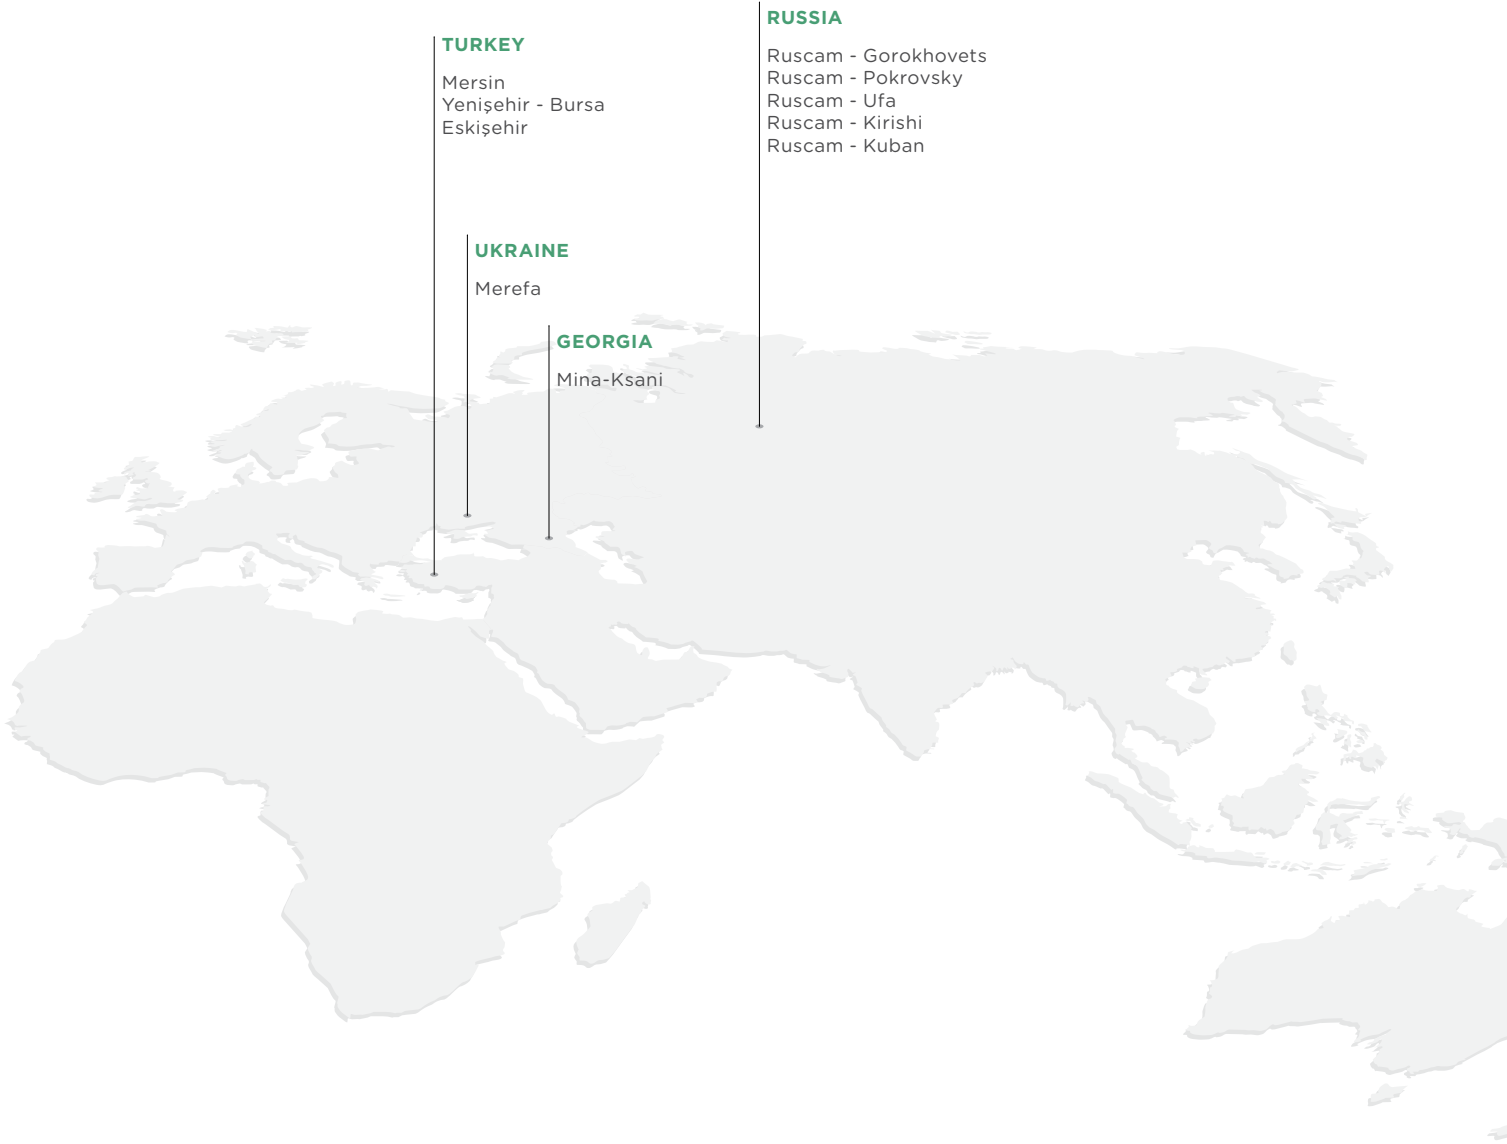 TURKEY
Mersin
Yenişehir - Bursa
Eskişehir
RUSSIA
Ruscam - Gorokhovets
Ruscam - Pokrovsky
Ruscam - Ufa
Ruscam - Kirishi
Ruscam - Kuban
UKRAINE
Merefa
GEORGIA
Mina-Ksani